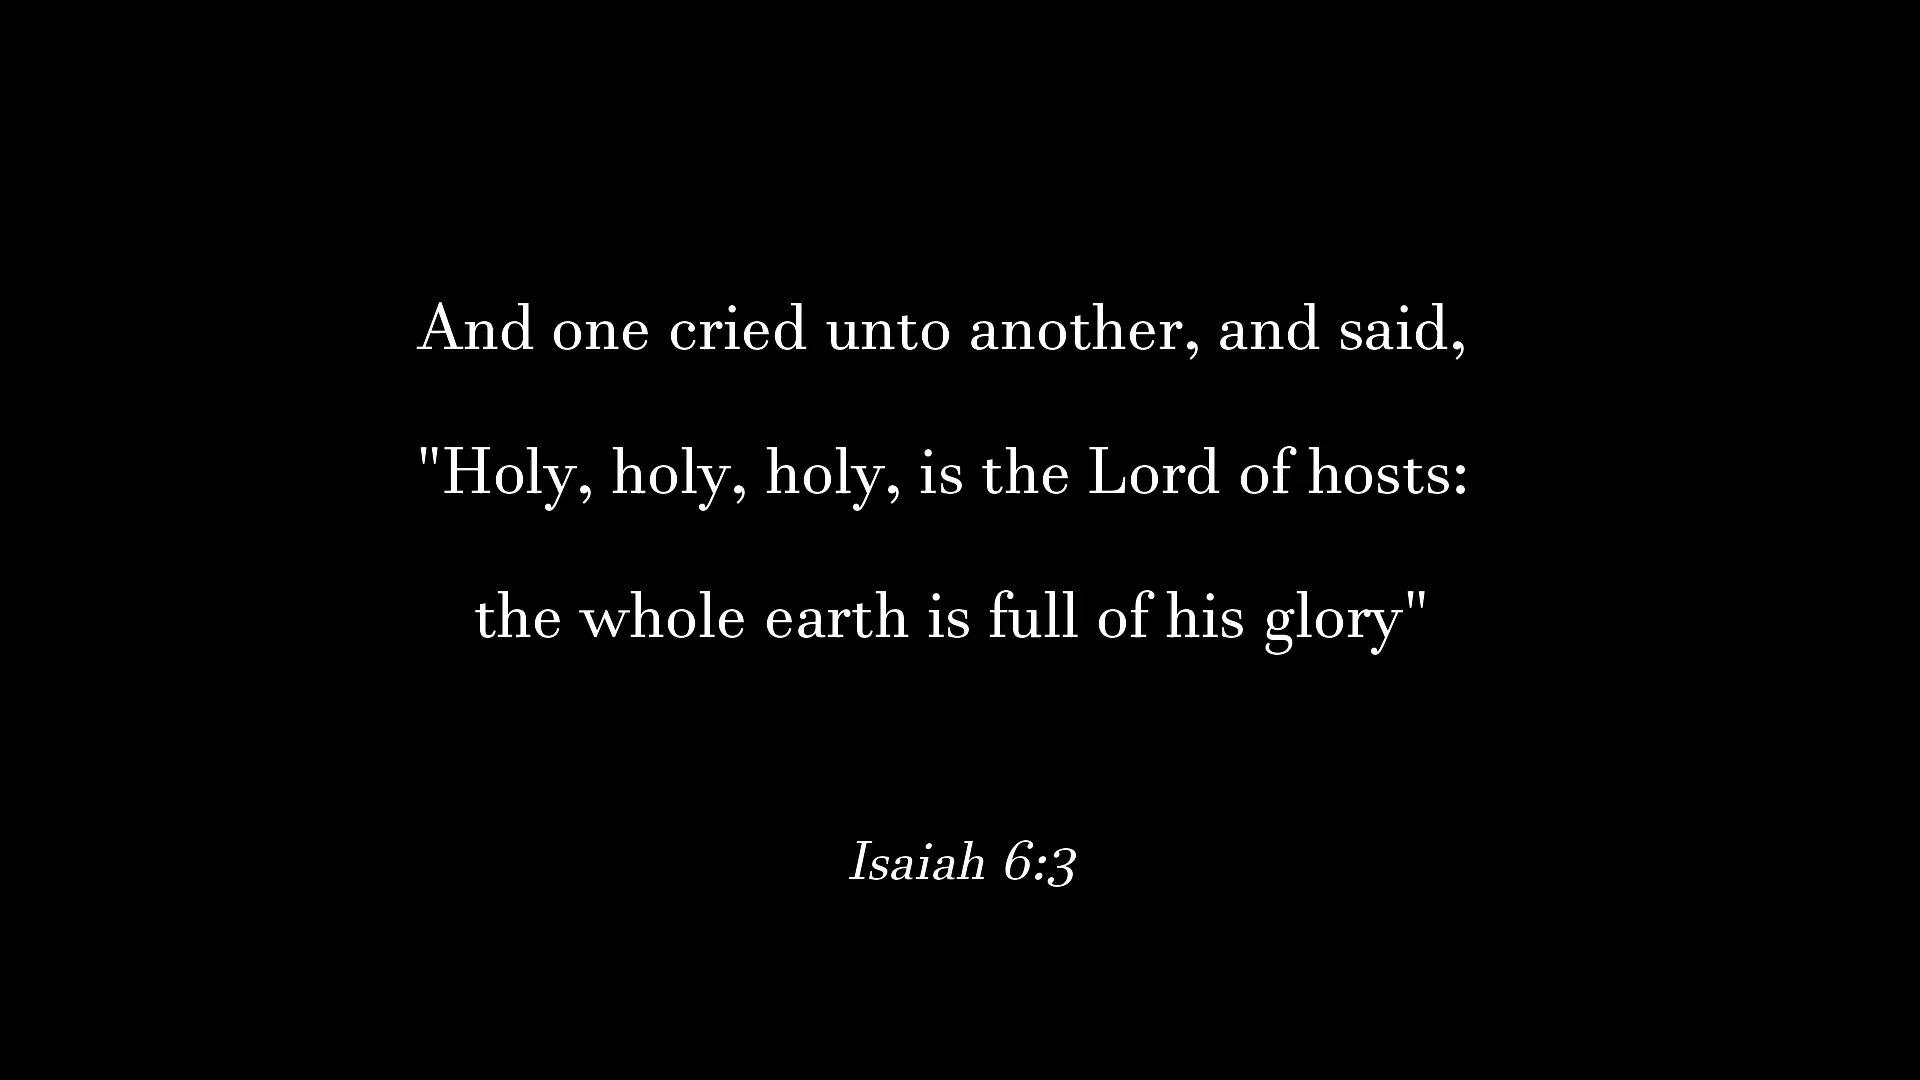 And one cried unto another, and said,
"Holy, holy, holy, is the Lord of hosts:
the whole earth is full of his glory"
Isaiah 6:3